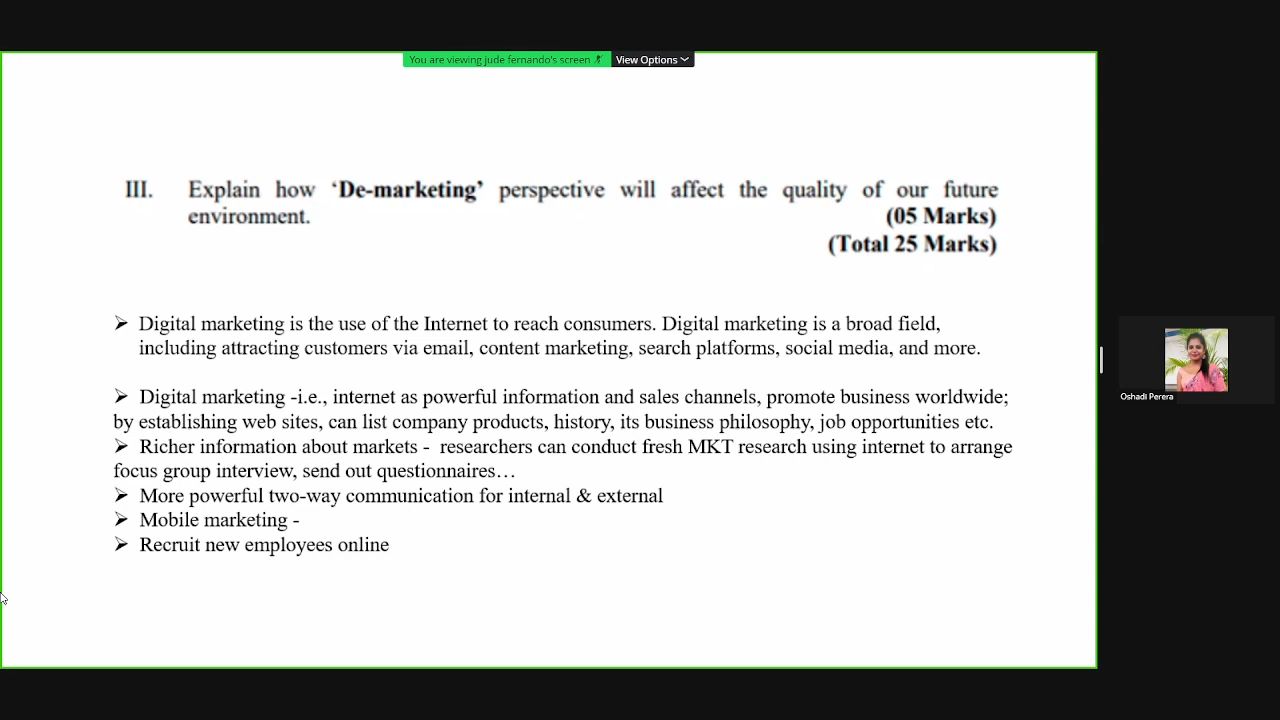 You are viewing jude fernando's screen View Options
III. Explain how ‘De-marketing’ perspective will affect the quality of our future
environment. (05 Marks)
(Total 25 Marks)
➢ Digital marketing is the use of the Internet to reach consumers. Digital marketing is a broad field,
including attracting customers via email, content marketing, search platforms, social media, and more.
➢ Digital marketing -i.e., internet as powerful information and sales channels, promote business worldwide;
by establishing web sites, can list company products, history, its business philosophy, job opportunities etc.
➢ Richer information about markets - researchers can conduct fresh MKT research using internet to arrange
focus group interview, send out questionnaires…
➢ More powerful two-way communication for internal & external
➢ Mobile marketing -
➢ Recruit new employees online
Oshadi Perera